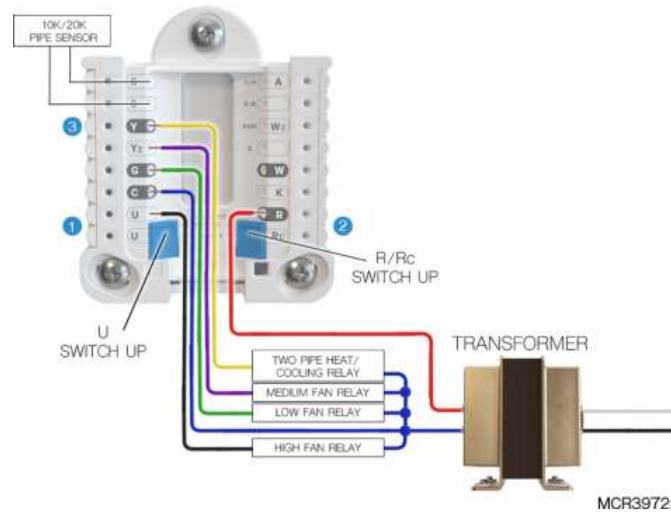 10K/20K
PIPE SENSOR
S
S
3
Y
Y2
G
C
1
U
U
A
W2
W
K
R
Rc
2
R/Rc
SWITCH UP
U
SWITCH UP
TRANSFORMER
TWO PIPE HEAT/
COOLING RELAY
MEDIUM FAN RELAY
LOW FAN RELAY
HIGH FAN RELAY
MCR3972